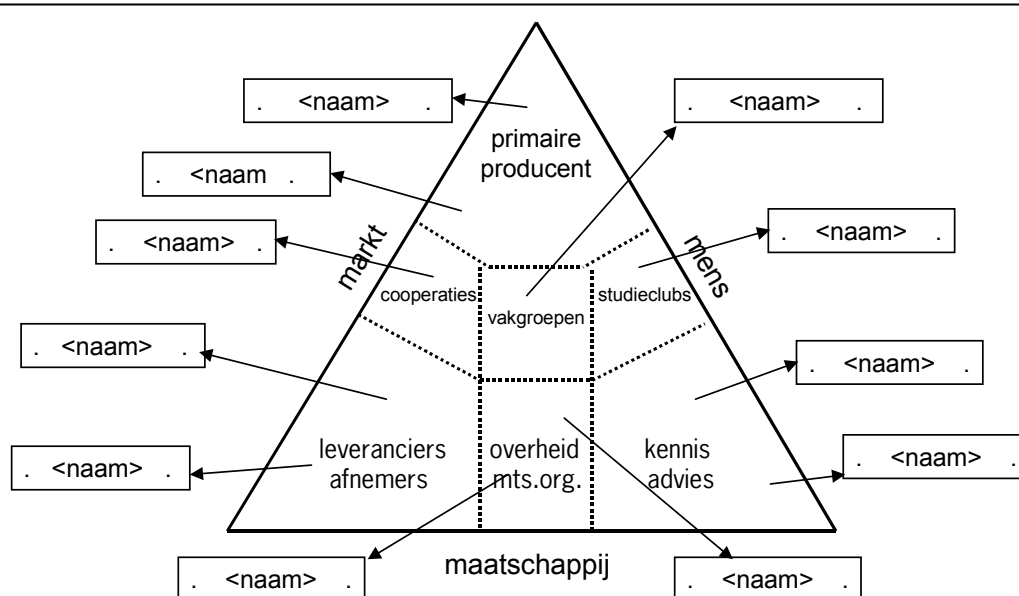 . <naam> .
. <naam> .
primaire
producent
. <naam .
. <naam> .
. <naam> .
markt
mens
cooperaties
vakgroepen
studieclubs
. <naam> .
. <naam> .
leveranciers
afnemers
overheid
mts.org.
kennis
advies
. <naam> .
. <naam> .
maatschappij
. <naam> .
. <naam> .